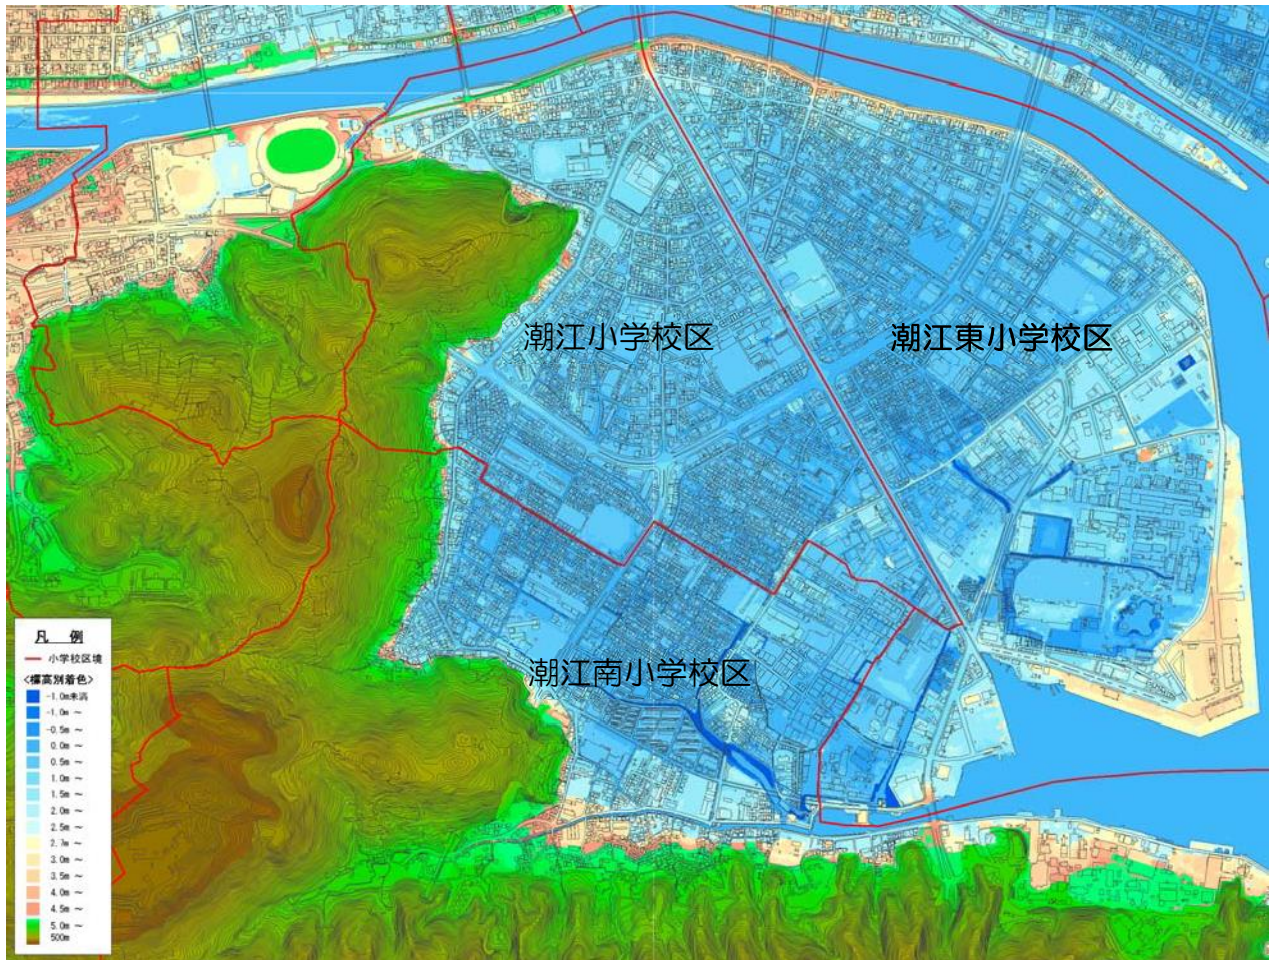 潮江小学校区
潮江東小学校区
潮江南小学校区
凡 例
小学校区境
<標高別着色>
-1.0m未満
-1.0m ～
-0.5m ～
0.0m ～
0.5m ～
1.0m ～
1.5m ～
2.0m ～
2.5m ～
2.7m ～
3.0m ～
3.5m ～
4.0m ～
4.5m ～
5.0m ～
500m